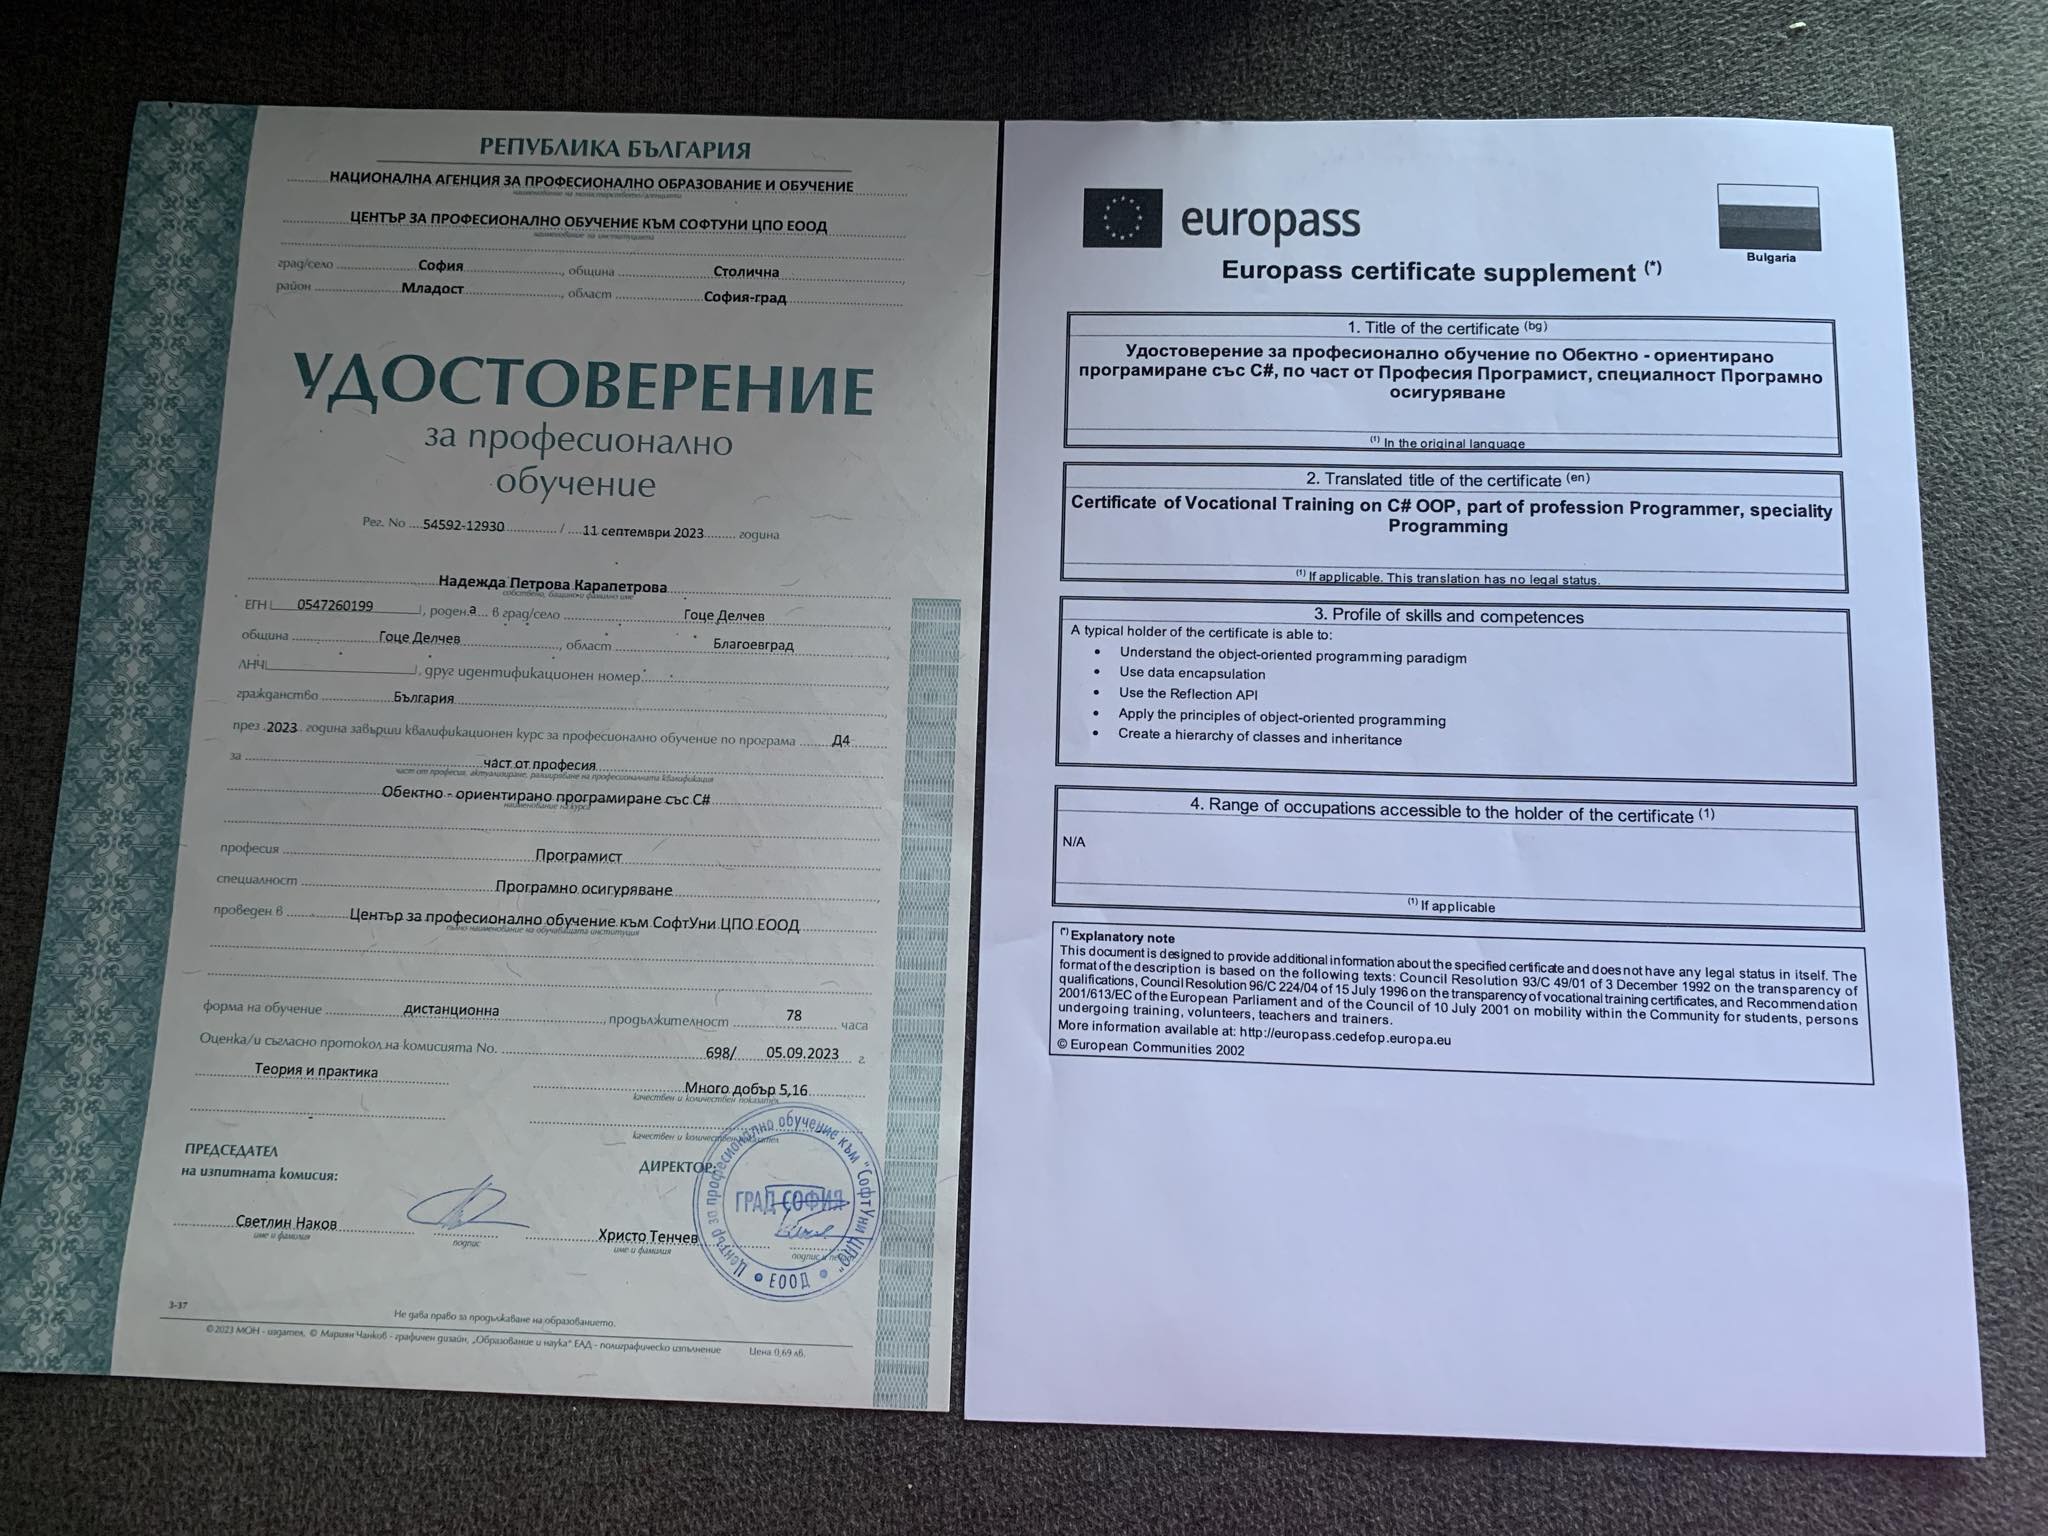 РЕПУБЛИКА БЪЛГАРИЯ
НАЦИОНАЛНА АГЕНЦИЯ ЗА ПРОФЕСИОНАЛНО ОБРАЗОВАНИЕ И ОБУЧЕНИЕ
наименование на министерството/агенцията
ЦЕНТЪР ЗА ПРОФЕСИОНАЛНО ОБУЧЕНИЕ КЪМ СОФТУНИ ЦПО ЕООД
наименование на институцията
град/село София, община Столична
район Младост, област София-град
УДОСТОВЕРЕНИЕ
за професионално
обучение
Рег. No 54592-12930 / 11 септември 2023 година
Надежда Петрова Карапетрова
собствено, бащино и фамилно име
ЕГН 0547260199, родена в град/село Гоце Делчев
община Гоце Делчев, област Благоевград
ЛНЧ, друг идентификационен номер
гражданство България
през 2023 година завърши квалификационен курс за професионално обучение по програма Д4
за част от професия
част от професия, актуализиране, разширяване на професионалната квалификация
Обектно - ориентирано програмиране със C#
наименование на курса
професия Програмист
специалност Програмно осигуряване
проведен в Център за професионално обучение към СофтУни ЦПО ЕООД
пълно наименование на обучаващата институция
форма на обучение дистанционна, продължителност 78 часа
Оценка/и съгласно протокол на комисията No. 698/ 05.09.2023 г.
Теория и практика Много добър 5,16
качествен и количествен показател
-
качествен и количествен показател
ПРЕДСЕДАТЕЛ
на изпитната комисия:
ДИРЕКТОР:
Светлин Наков
име и фамилия
подпис
Христо Тенчев
име и фамилия
подпис и печат
Център за професионално обучение към "СофтУни ЦПО" ЕООД
ГРАД СОФИЯ
3-37
Не дава право за продължаване на образованието.
©2023 МОН - издател, © Мариян Чанков - графичен дизайн, „Образование и наука“ ЕАД - полиграфическо изпълнение Цена 0,69 лв.
europass
Bulgaria
Europass certificate supplement (*)
1. Title of the certificate (bg)
Удостоверение за професионално обучение по Обектно - ориентирано
програмиране със C#, по част от Професия Програмист, специалност Програмно
осигуряване
(1) In the original language
2. Translated title of the certificate (en)
Certificate of Vocational Training on C# OOP, part of profession Programmer, speciality
Programming
(1) If applicable. This translation has no legal status.
3. Profile of skills and competences
A typical holder of the certificate is able to:
• Understand the object-oriented programming paradigm
• Use data encapsulation
• Use the Reflection API
• Apply the principles of object-oriented programming
• Create a hierarchy of classes and inheritance
4. Range of occupations accessible to the holder of the certificate (1)
N/A
(1) If applicable
(*) Explanatory note
This document is designed to provide additional information about the specified certificate and does not have any legal status in itself. The
format of the description is based on the following texts: Council Resolution 93/C 49/01 of 3 December 1992 on the transparency of
qualifications, Council Resolution 96/C 224/04 of 15 July 1996 on the transparency of vocational training certificates, and Recommendation
2001/613/EC of the European Parliament and of the Council of 10 July 2001 on mobility within the Community for students, persons
undergoing training, volunteers, teachers and trainers.
More information available at: http://europass.cedefop.europa.eu
© European Communities 2002